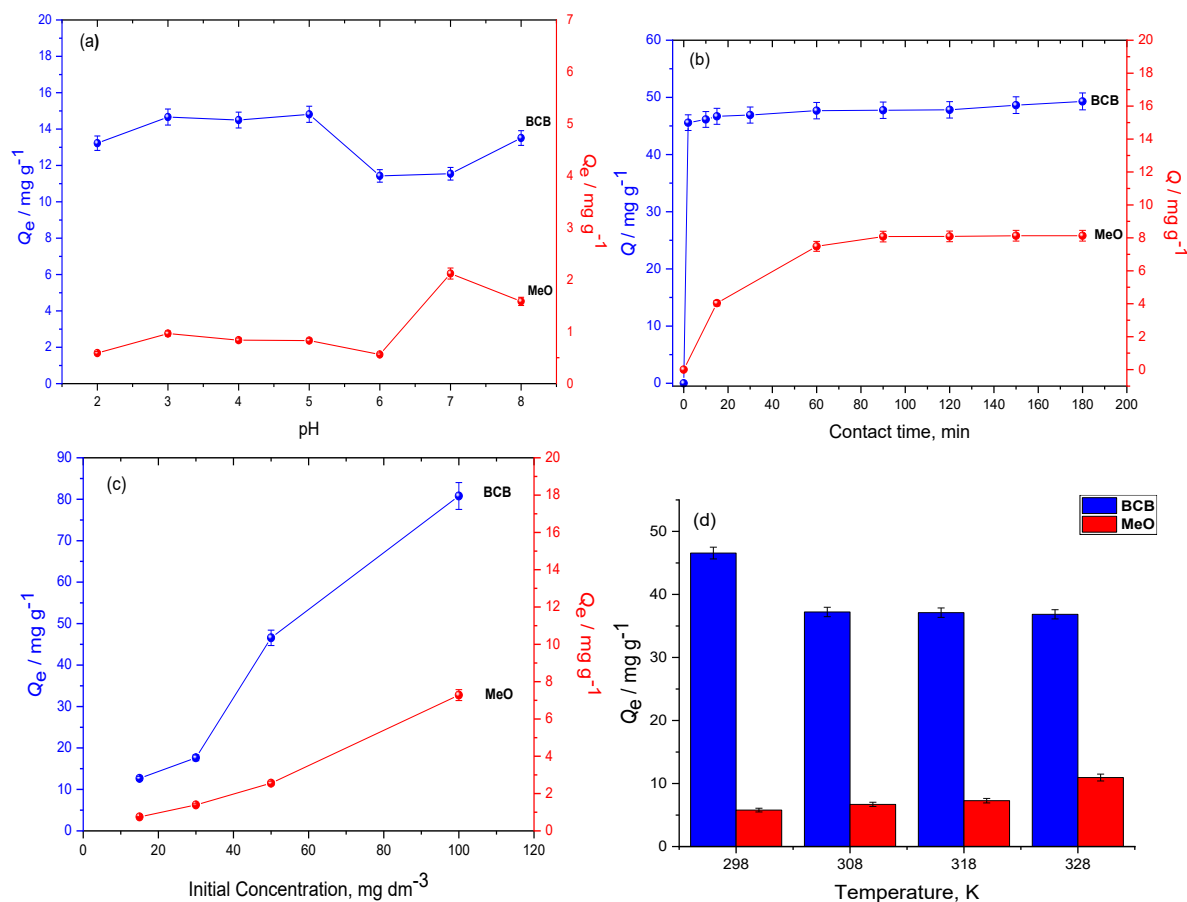 (a)
20
18
16
14
12
10
8
6
4
2
0
Qe / mg g-1
7
6
5
4
3
2
1
0
Qe / mg g-1
BCB
MeO
2 3 4 5 6 7 8
pH
(b)
60
50
40
30
20
10
0
Q / mg g-1
20
18
16
14
12
10
8
6
4
2
0
Q / mg g-1
BCB
MeO
0 20 40 60 80 100 120 140 160 180 200
Contact time, min
(c)
90
80
70
60
50
40
30
20
10
0
Qe / mg g-1
20
18
16
14
12
10
8
6
4
2
0
Qe / mg g-1
BCB
MeO
0 20 40 60 80 100 120
Initial Concentration, mg dm-3
(d)
BCB
MeO
50
40
30
20
10
0
Qe / mg g-1
298 308 318 328
Temperature, K